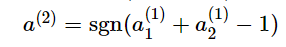 a^{(2)} = sgn(a_1^{(1)} + a_2^{(1)} − 1)